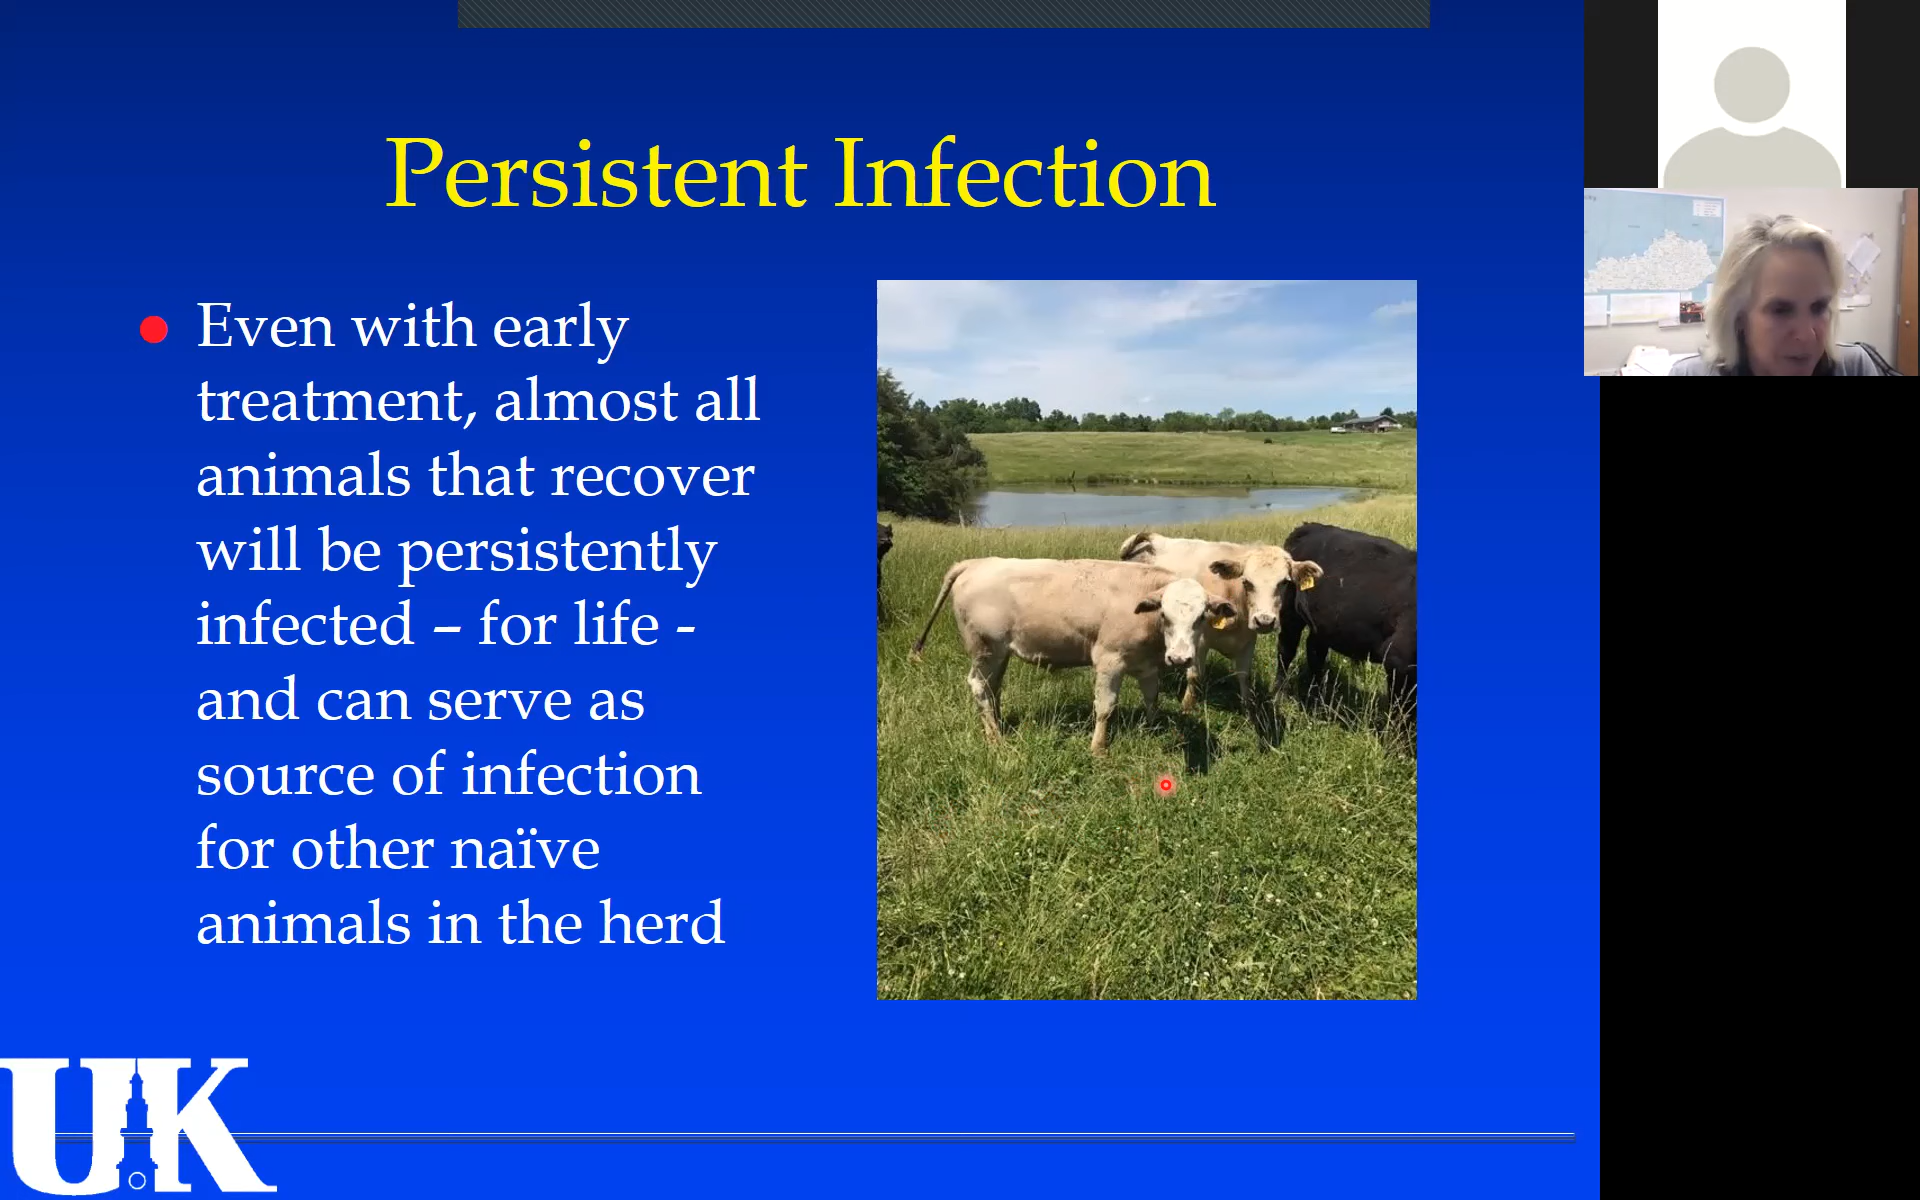 Persistent Infection
Even with early
treatment, almost all
animals that recover
will be persistently
infected – for life -
and can serve as
source of infection
for other naïve
animals in the herd
UK